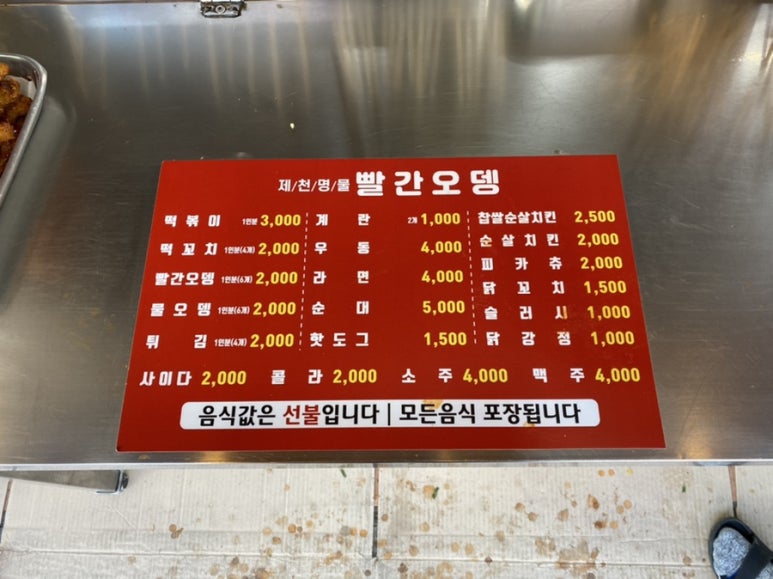 제/천/명/물 빨간오뎅
떡볶이 1인분 3,000
떡꼬치 1인분(4개) 2,000
빨간오뎅 1인분(6개) 2,000
물오뎅 1인분(6개) 2,000
튀김 1인분(4개) 2,000
계란 2개 1,000
우동 4,000
라면 4,000
순대 5,000
핫도그 1,500
찹쌀순살치킨 2,500
순살치킨 2,000
피카츄 2,000
닭꼬치 1,500
슬러시 1,000
닭강정 1,000
사이다 2,000 콜라 2,000 소주 4,000 맥주 4,000
음식값은 선불입니다 | 모든음식 포장됩니다